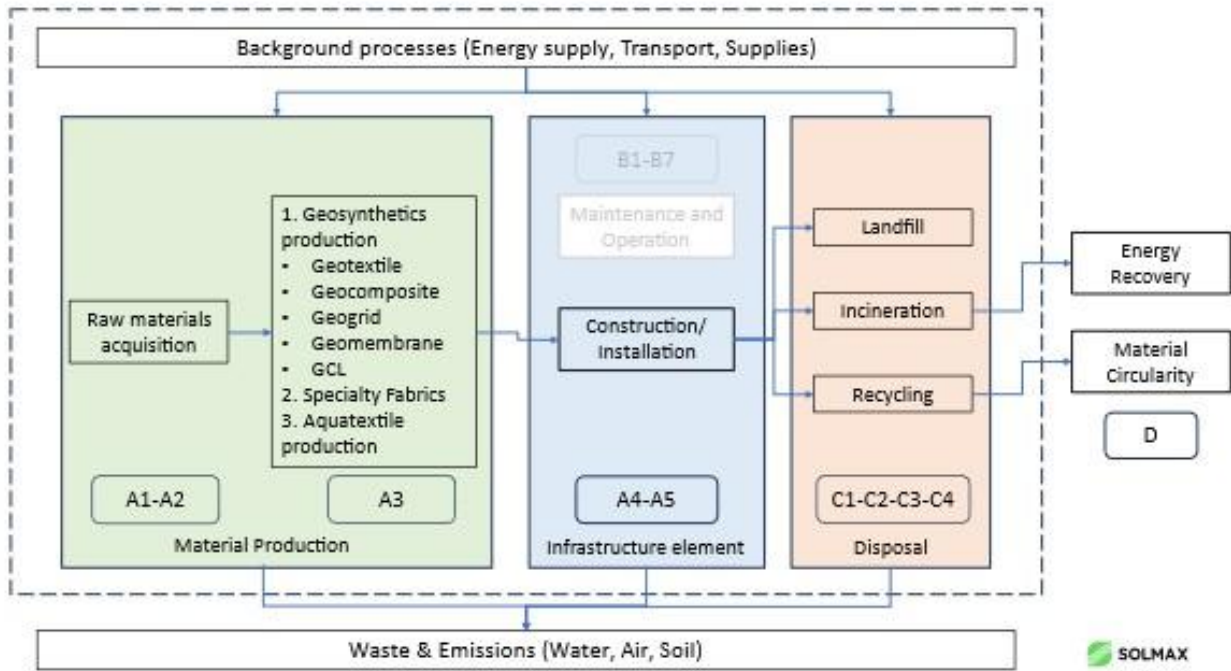 Background processes (Energy supply, Transport, Supplies)
B1-B7
Maintenance and
Operation
1. Geosynthetics
production
• Geotextile
• Geocomposite
• Geogrid
• Geomembrane
• GCL
2. Specialty Fabrics
3. Aquatextile
production
Raw materials
acquisition
Construction/
Installation
Landfill
Incineration
Recycling
Energy
Recovery
Material
Circularity
D
A1-A2
A3
A4-A5
C1-C2-C3-C4
Material Production
Infrastructure element
Disposal
Waste & Emissions (Water, Air, Soil)
SOLMAX